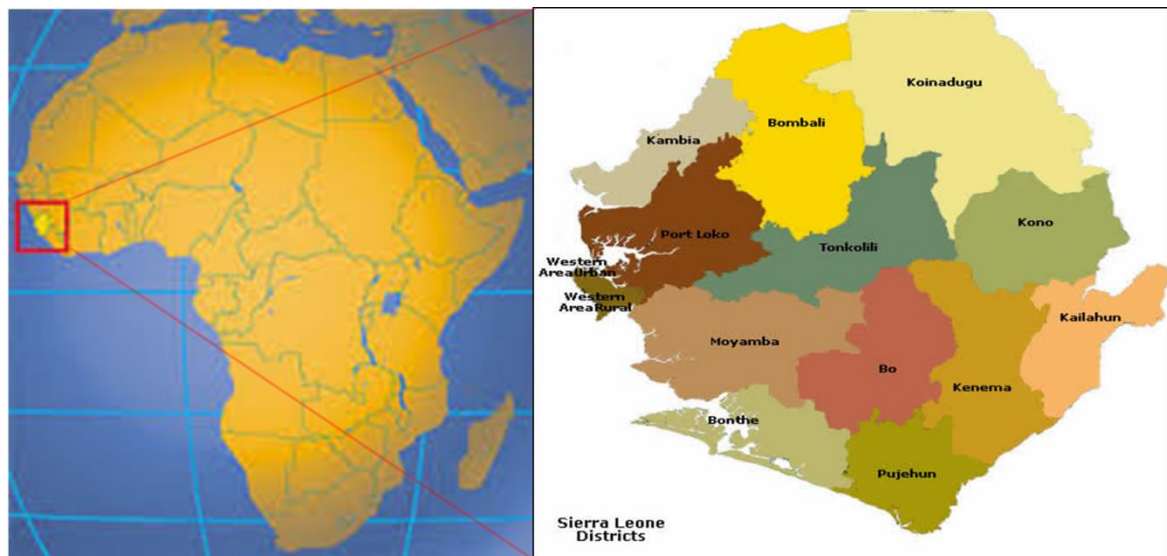 Koinadugu
Bombali
Kambia
Kono
Port Loko
Tonkolili
Western
AreaUrban
Western
AreaRural
Kailahun
Moyamba
Bo
Kenema
Bonthe
Pujehun
Sierra Leone
Districts